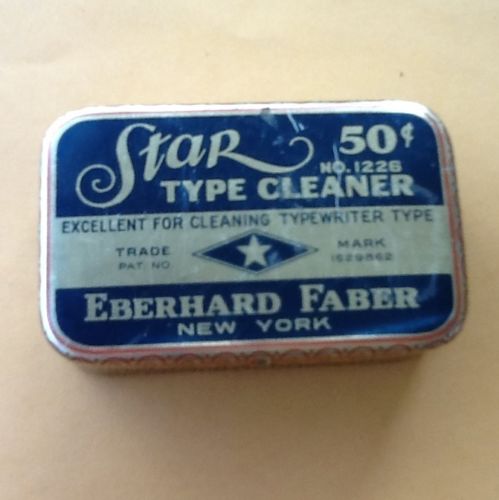 Star 50¢
NO. 1226
TYPE CLEANER
EXCELLENT FOR CLEANING TYPEWRITER TYPE
TRADE MARK
PAT. NO. 1629862
EBERHARD FABER
NEW YORK